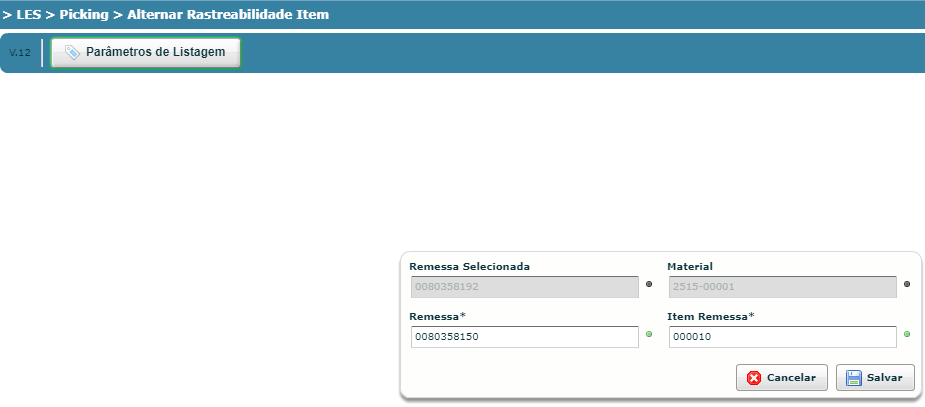 > LES > Picking > Alternar Rastreabilidade Item
V.12 Parâmetros de Listagem
Remessa Selecionada Material
0080358192 2515-00001
Remessa* Item Remessa*
0080358150 000010
Cancelar Salvar